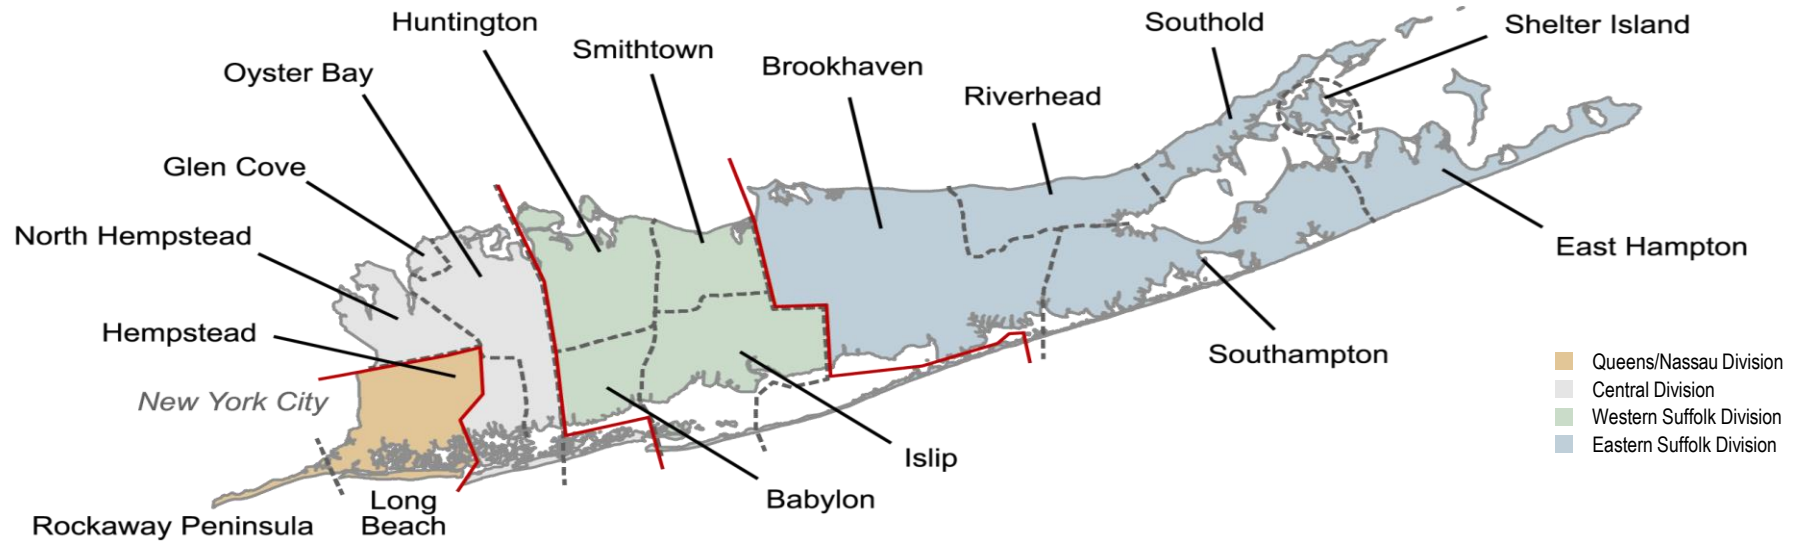 Huntington
Smithtown
Southold
Shelter Island
Oyster Bay
Brookhaven
Riverhead
Glen Cove
North Hempstead
East Hampton
Hempstead
Southampton
New York City
Islip
Babylon
Long
Beach
Rockaway Peninsula
Queens/Nassau Division
Central Division
Western Suffolk Division
Eastern Suffolk Division